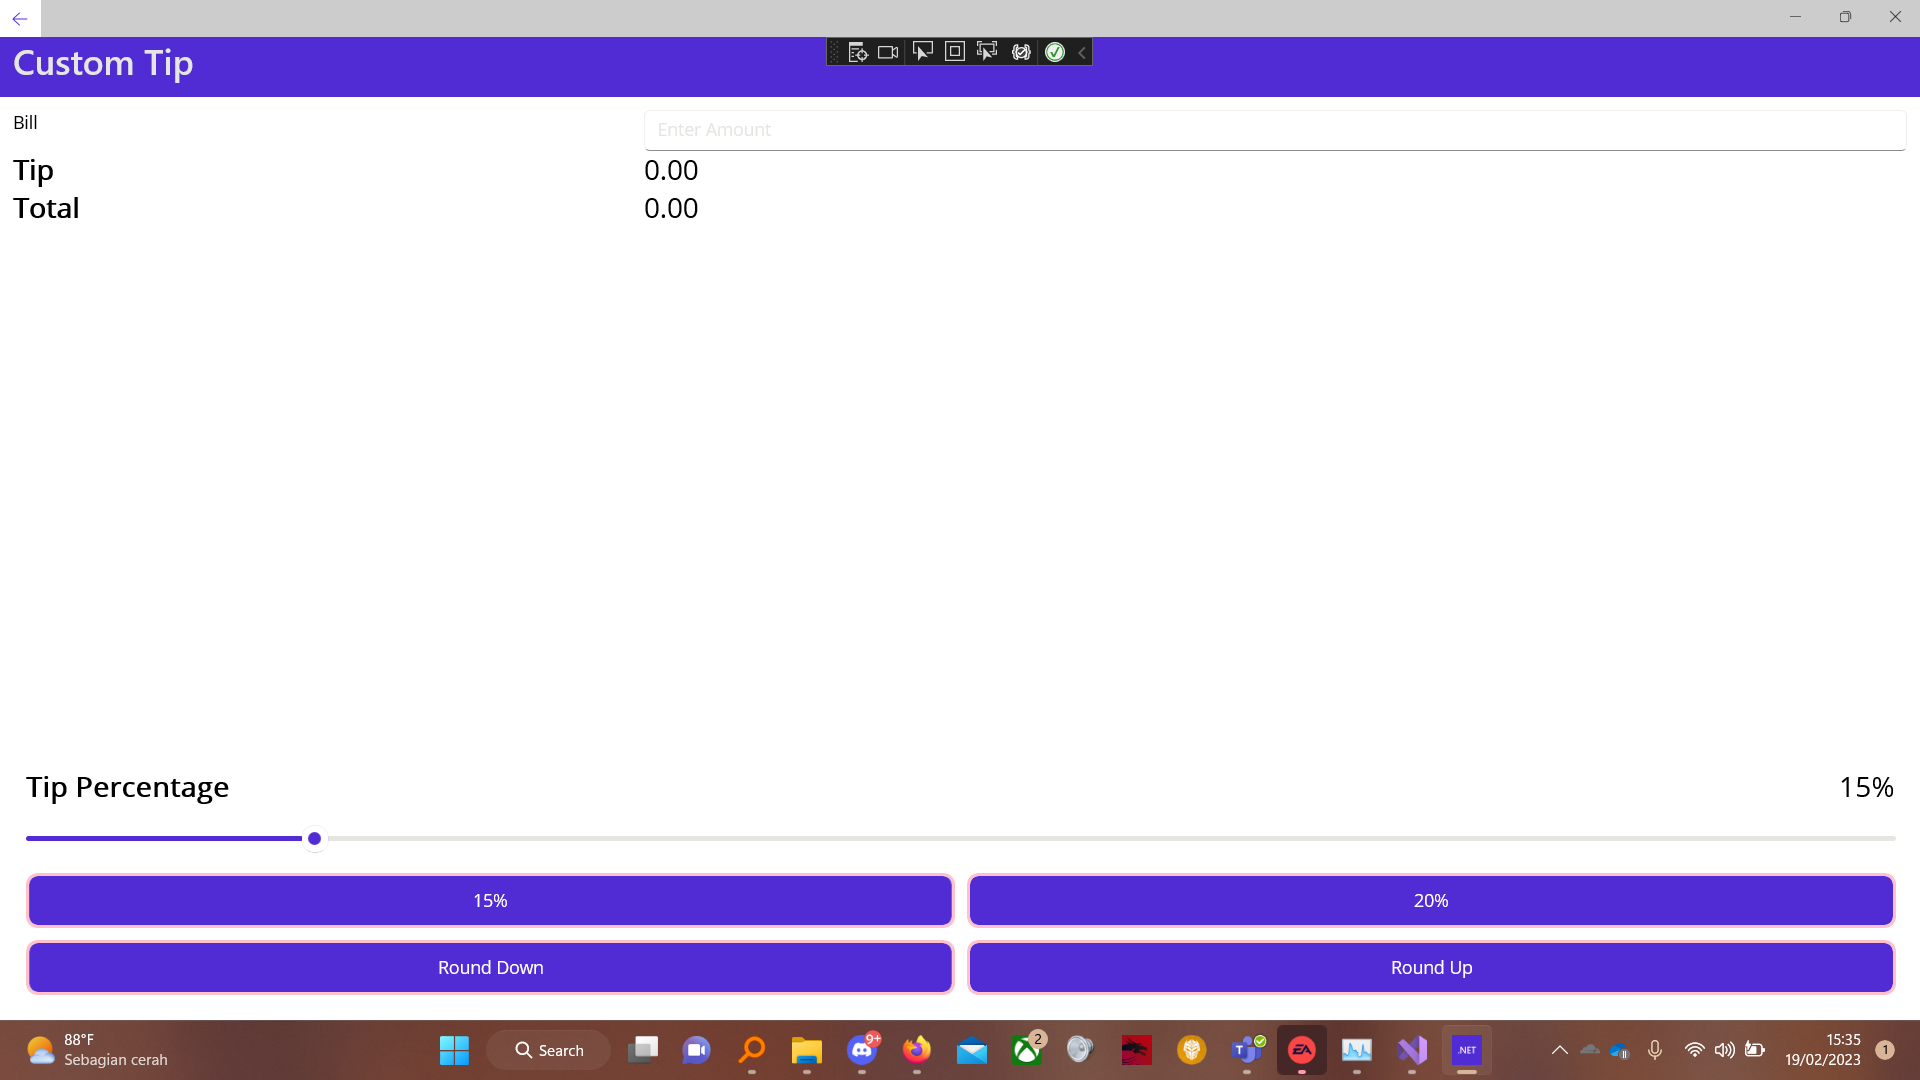 Custom Tip
Bill
Enter Amount
Tip
0.00
Total
0.00
Tip Percentage
15%
15%
20%
Round Down
Round Up
88°F
Sebagian cerah
Search
9+
2
T
EA
.NET
15:35
19/02/2023
1